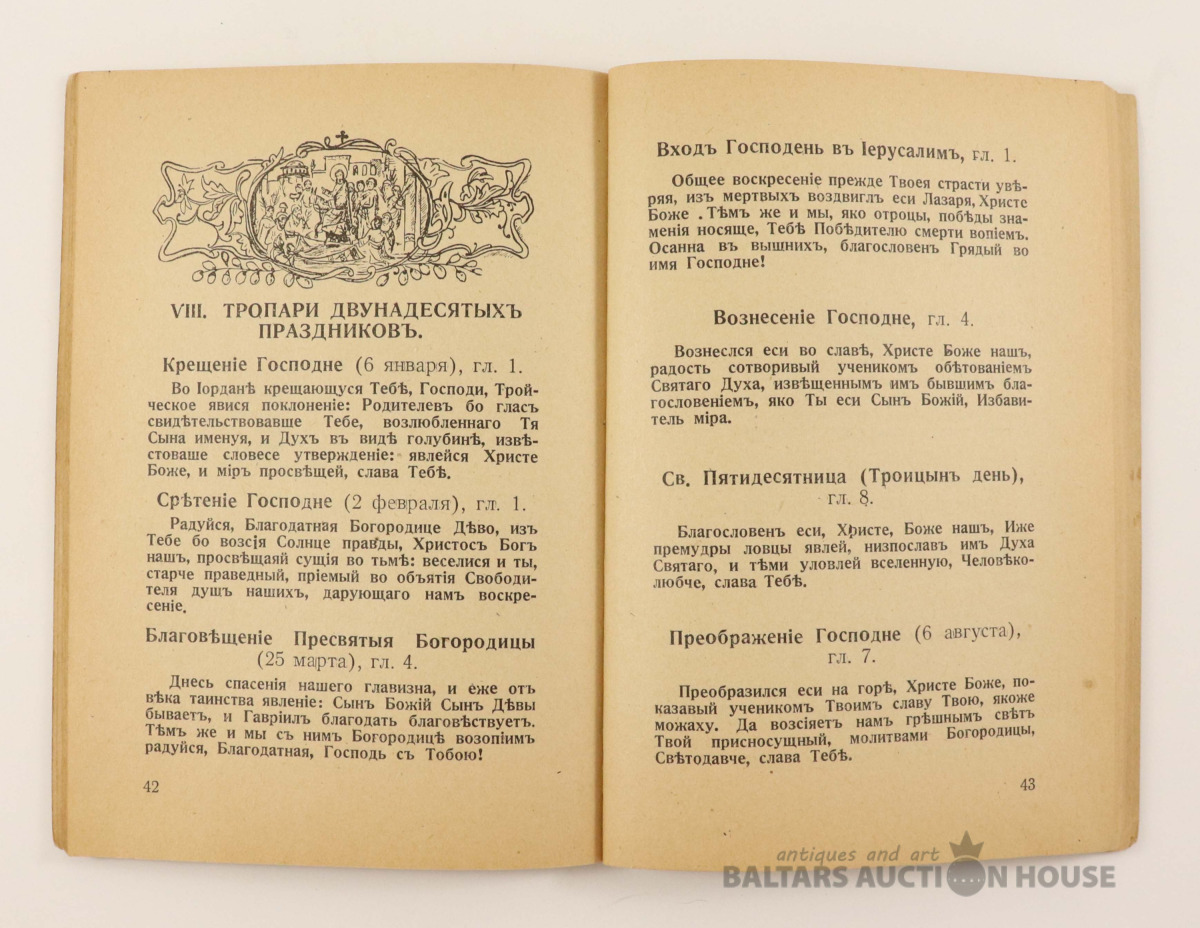 VIII. ТРОПАРИ ДВУНАДЕСЯТЫХЪ
ПРАЗДНИКОВЪ.
Крещеніе Господне (6 января), гл. 1.
Во Іорданѣ крещающуся Тебѣ, Господи, Трой-
ческое явися поклоненіе: Родителевъ бо гласъ
свидѣтельствовавше Тебе, возлюбленнаго Тя
Сына именуя, и Духъ въ видѣ голубинѣ, извѣ-
стоваше словесе утвержденіе: явлейся Христе
Боже, и міръ просвѣщей, слава Тебѣ.
Срѣтеніе Господне (2 февраля), гл. 1.
Радуйся, Благодатная Богородице Дѣво, изъ
Тебе бо возсія Солнце правды, Христосъ Богъ
нашъ, просвѣщаяй сущія во тьмѣ: веселися и ты,
старче праведный, пріемый во объятія Свободи-
теля душъ нашихъ, дарующаго намъ воскре-
сеніе.
Благовѣщеніе Пресвятыя Богородицы
(25 марта), гл. 4.
Днесь спасенія нашего главизна, и еже отъ
вѣка таинства явленіе: Сынъ Божій Сынъ Дѣвы
бываетъ, и Гавріилъ благодать благовѣствуетъ.
Тѣмъ же и мы съ нимъ Богородицѣ возопіимъ
радуйся, Благодатная, Господь съ Тобою!
42
Входъ Господень въ Іерусалимъ, гл. 1.
Общее воскресеніе прежде Твоея страсти увѣ-
ряя, изъ мертвыхъ воздвиглъ еси Лазаря, Христе
Боже . Тѣмъ же и мы, яко отроцы, побѣды зна-
менія носяще, Тебѣ Побѣдителю смерти вопіемъ.
Осанна въ вышнихъ, благословенъ Грядый во
имя Господне!
Вознесеніе Господне, гл. 4.
Вознеслся еси во славѣ, Христе Боже нашъ,
радость сотворивый ученикомъ обѣтованіемъ
Святаго Духа, извѣщеннымъ имъ бывшимъ бла-
гословеніемъ, яко Ты еси Сынъ Божій, Избави-
тель міра.
Св. Пятидесятница (Троицынъ день),
гл. 8.
Благословенъ еси, Христе, Боже нашъ, Иже
премудры ловцы явлей, низпославъ имъ Духа
Святаго, и тѣми уловлей вселенную, Человѣко-
любче, слава Тебѣ.
Преображеніе Господне (6 августа),
гл. 7.
Преобразился еси на горѣ, Христе Боже, по-
казавый ученикомъ Твоимъ славу Твою, якоже
можаху. Да возсіяетъ намъ грѣшнымъ свѣтъ
Твой присносущный, молитвами Богородицы,
Свѣтодавче, слава Тебѣ.
43
antiques and art
BALTARS AUCTION HOUSE